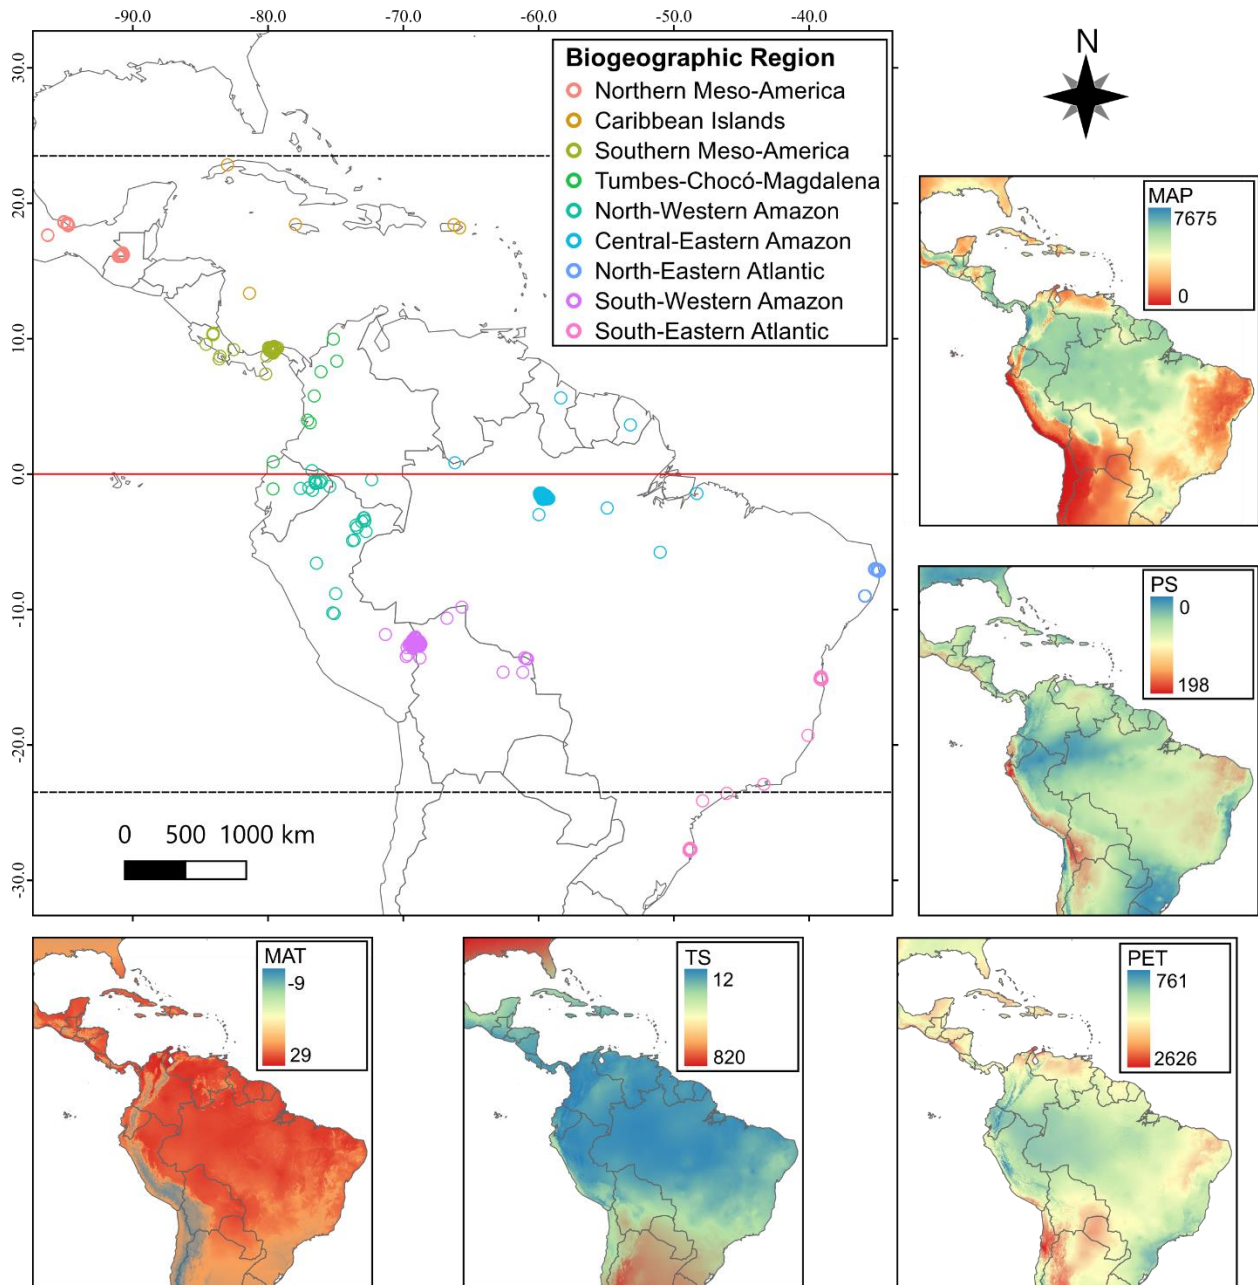 -90.0 -80.0 -70.0 -60.0 -50.0 -40.0
N
30.0
20.0
10.0
0.0
-10.0
-20.0
-30.0
Biogeographic Region
Northern Meso-America
Caribbean Islands
Southern Meso-America
Tumbes-Chocó-Magdalena
North-Western Amazon
Central-Eastern Amazon
North-Eastern Atlantic
South-Western Amazon
South-Eastern Atlantic
0 500 1000 km
MAP
7675
0
PS
0
198
MAT
-9
29
TS
12
820
PET
761
2626